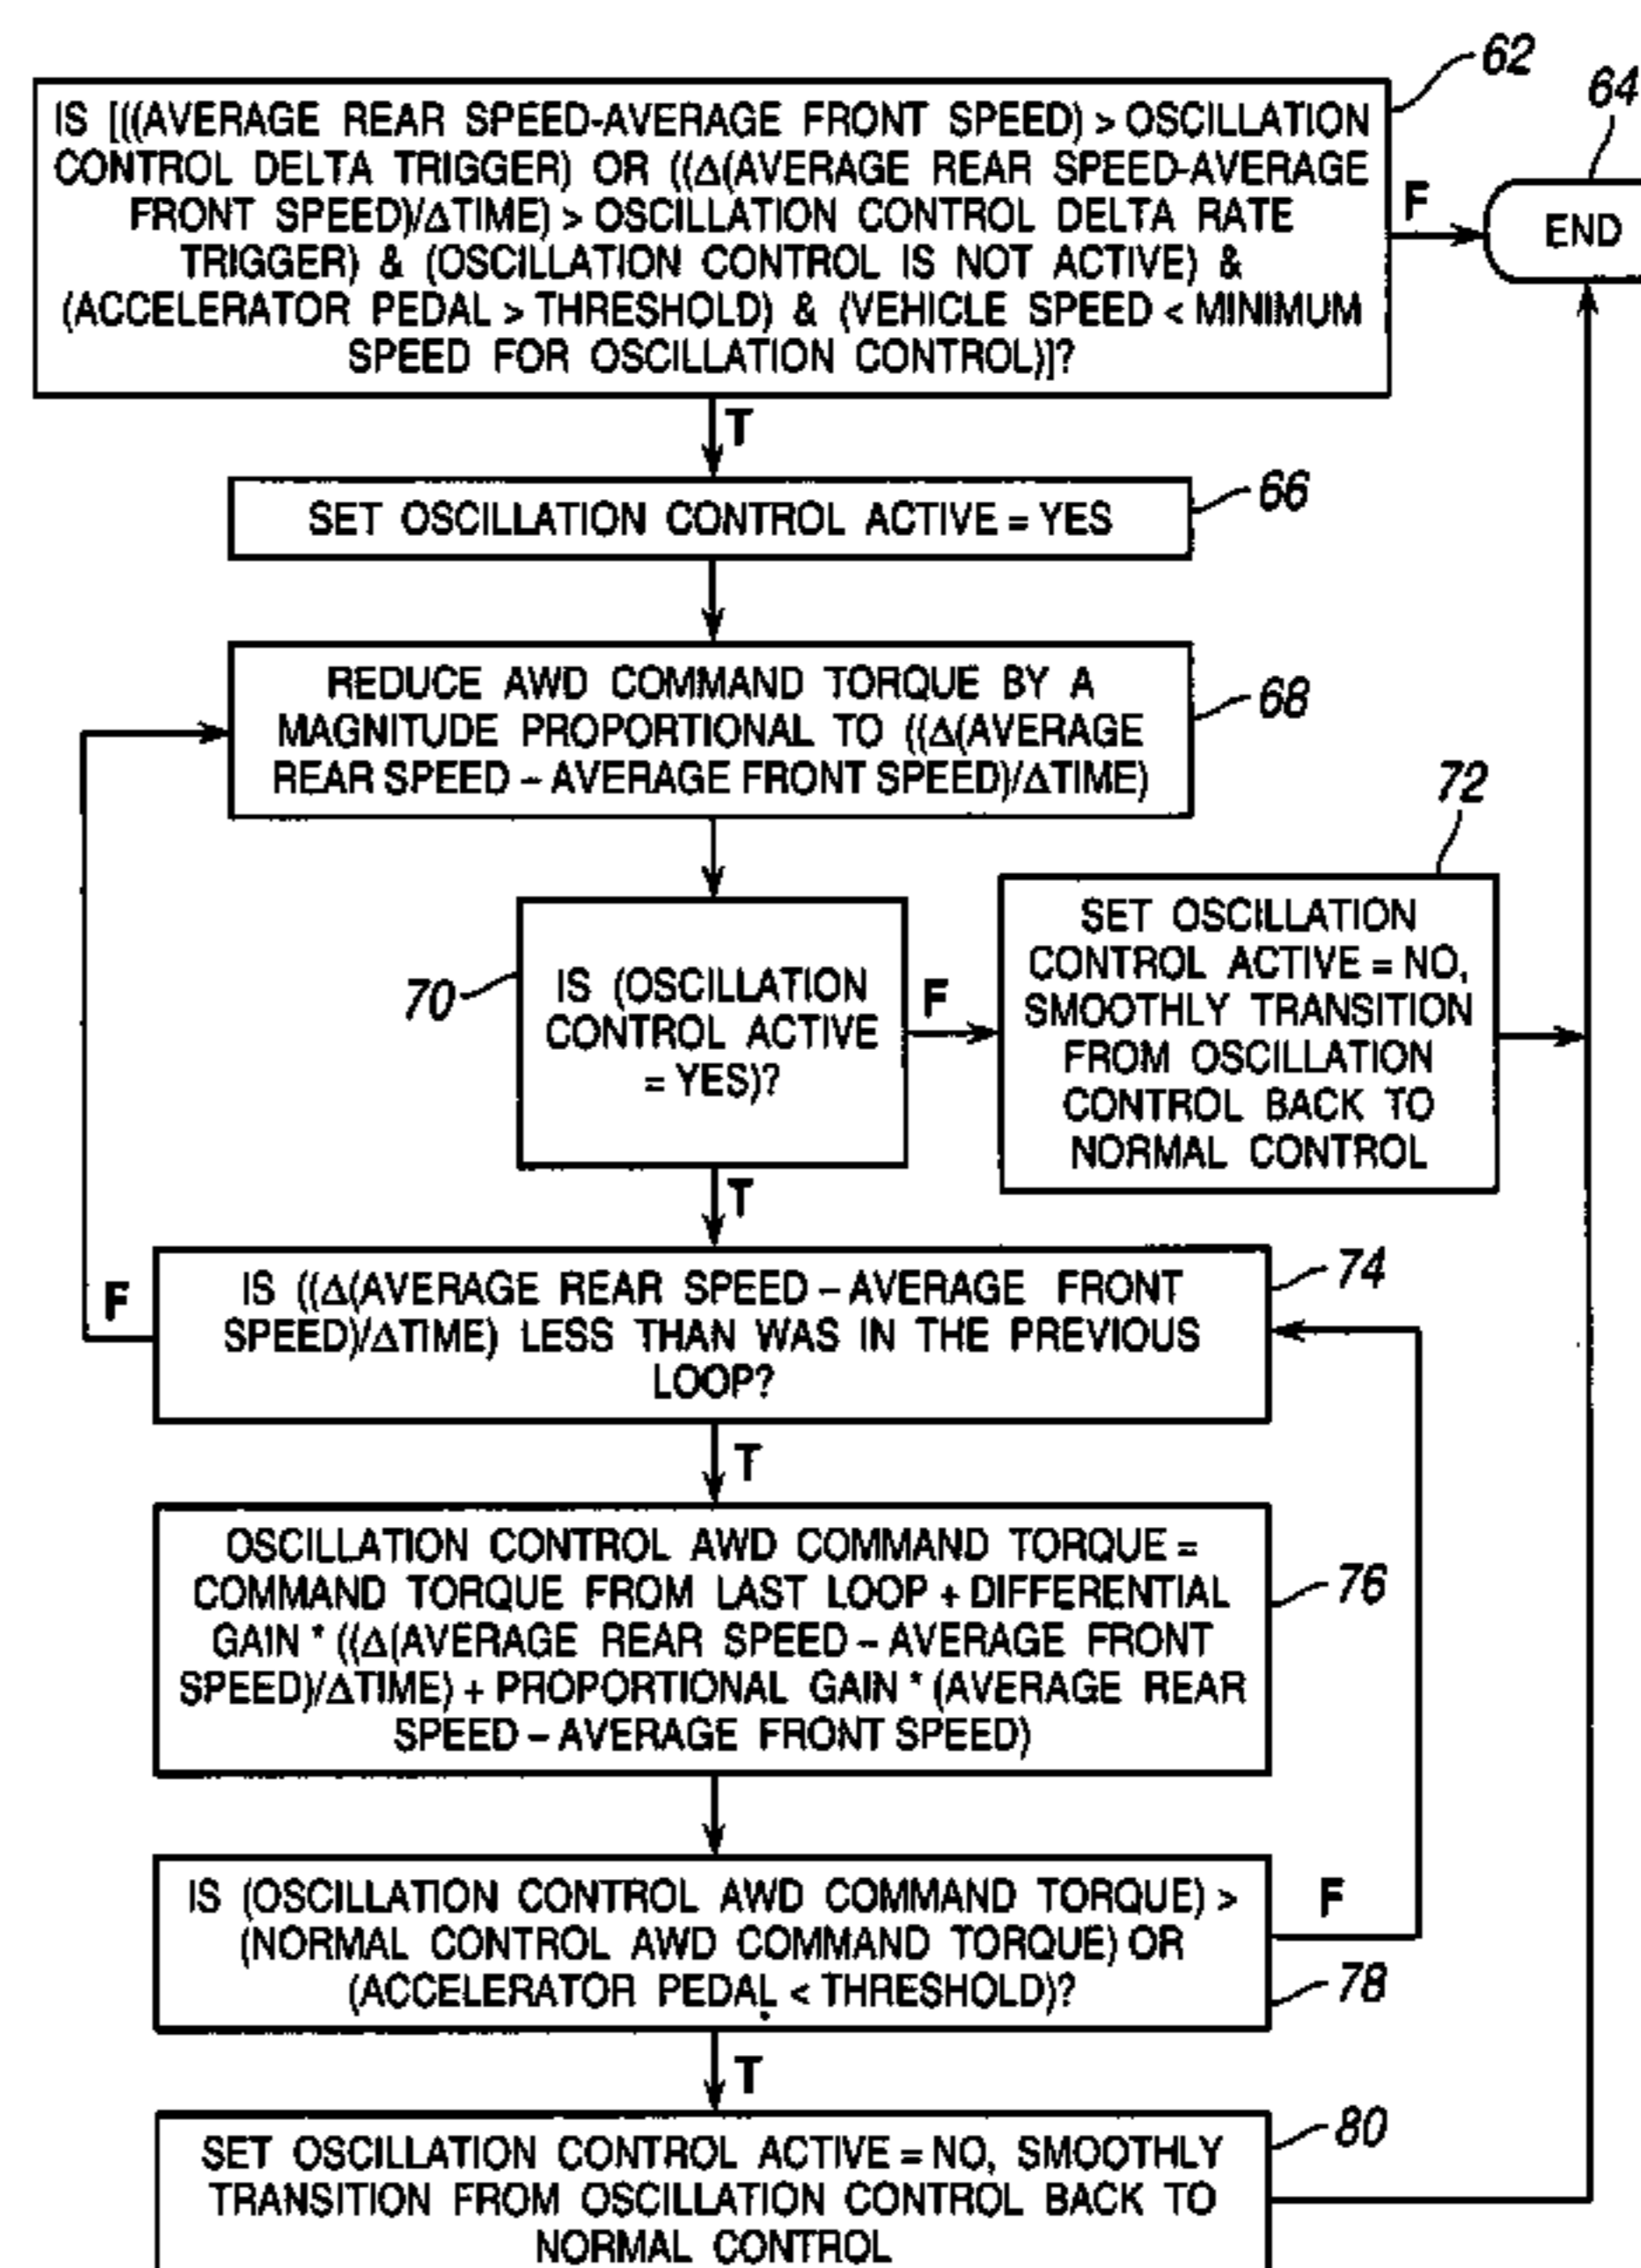 62
64
IS [((AVERAGE REAR SPEED-AVERAGE FRONT SPEED) > OSCILLATION
CONTROL DELTA TRIGGER) OR ((Δ(AVERAGE REAR SPEED-AVERAGE
FRONT SPEED)/ΔTIME) > OSCILLATION CONTROL DELTA RATE
TRIGGER) & (OSCILLATION CONTROL IS NOT ACTIVE) &
(ACCELERATOR PEDAL > THRESHOLD) & (VEHICLE SPEED < MINIMUM
SPEED FOR OSCILLATION CONTROL)]?
F
END
T
SET OSCILLATION CONTROL ACTIVE = YES
66
REDUCE AWD COMMAND TORQUE BY A
MAGNITUDE PROPORTIONAL TO ((Δ(AVERAGE
REAR SPEED – AVERAGE FRONT SPEED)/ΔTIME)
68
70
IS (OSCILLATION
CONTROL ACTIVE
= YES)?
F
72
SET OSCILLATION
CONTROL ACTIVE = NO,
SMOOTHLY TRANSITION
FROM OSCILLATION
CONTROL BACK TO
NORMAL CONTROL
T
F
IS ((Δ(AVERAGE REAR SPEED – AVERAGE FRONT
SPEED)/ΔTIME) LESS THAN WAS IN THE PREVIOUS
LOOP?
74
T
OSCILLATION CONTROL AWD COMMAND TORQUE =
COMMAND TORQUE FROM LAST LOOP + DIFFERENTIAL
GAIN * ((Δ(AVERAGE REAR SPEED – AVERAGE FRONT
SPEED)/ΔTIME) + PROPORTIONAL GAIN * (AVERAGE REAR
SPEED – AVERAGE FRONT SPEED)
76
IS (OSCILLATION CONTROL AWD COMMAND TORQUE) >
(NORMAL CONTROL AWD COMMAND TORQUE) OR
(ACCELERATOR PEDAL < THRESHOLD)?
F
78
T
SET OSCILLATION CONTROL ACTIVE = NO, SMOOTHLY
TRANSITION FROM OSCILLATION CONTROL BACK TO
NORMAL CONTROL
80